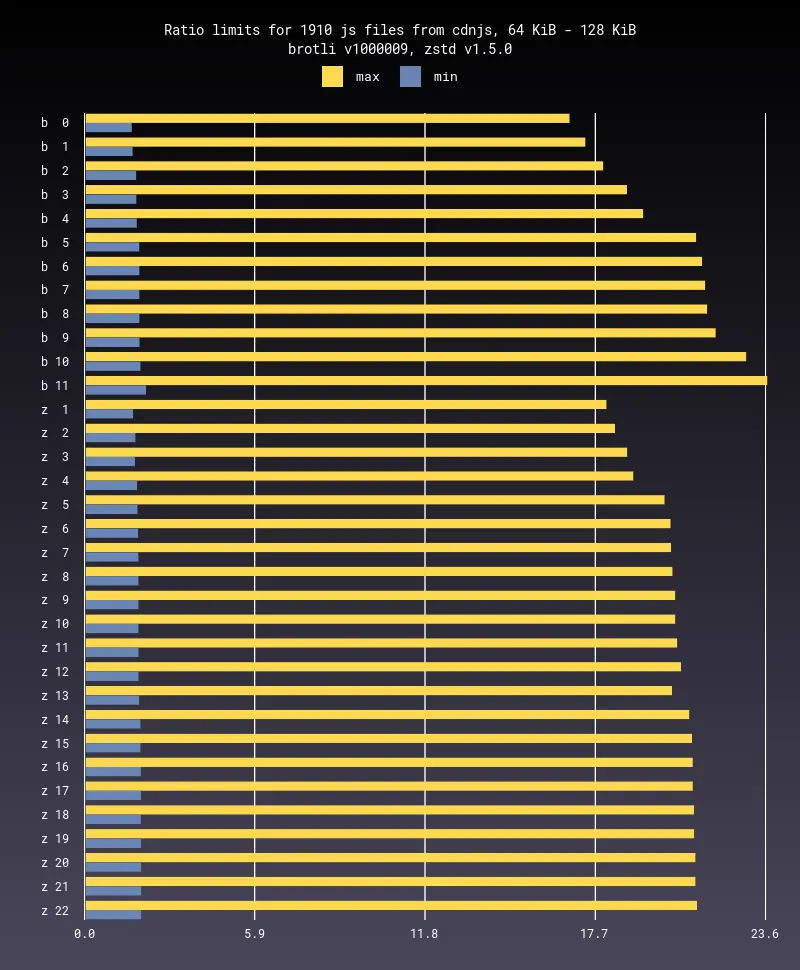 Ratio limits for 1910 js files from cdnjs, 64 KiB - 128 KiB
brotli v1000009, zstd v1.5.0
max min
b 0
b 1
b 2
b 3
b 4
b 5
b 6
b 7
b 8
b 9
b 10
b 11
z 1
z 2
z 3
z 4
z 5
z 6
z 7
z 8
z 9
z 10
z 11
z 12
z 13
z 14
z 15
z 16
z 17
z 18
z 19
z 20
z 21
z 22
0.0 5.9 11.8 17.7 23.6